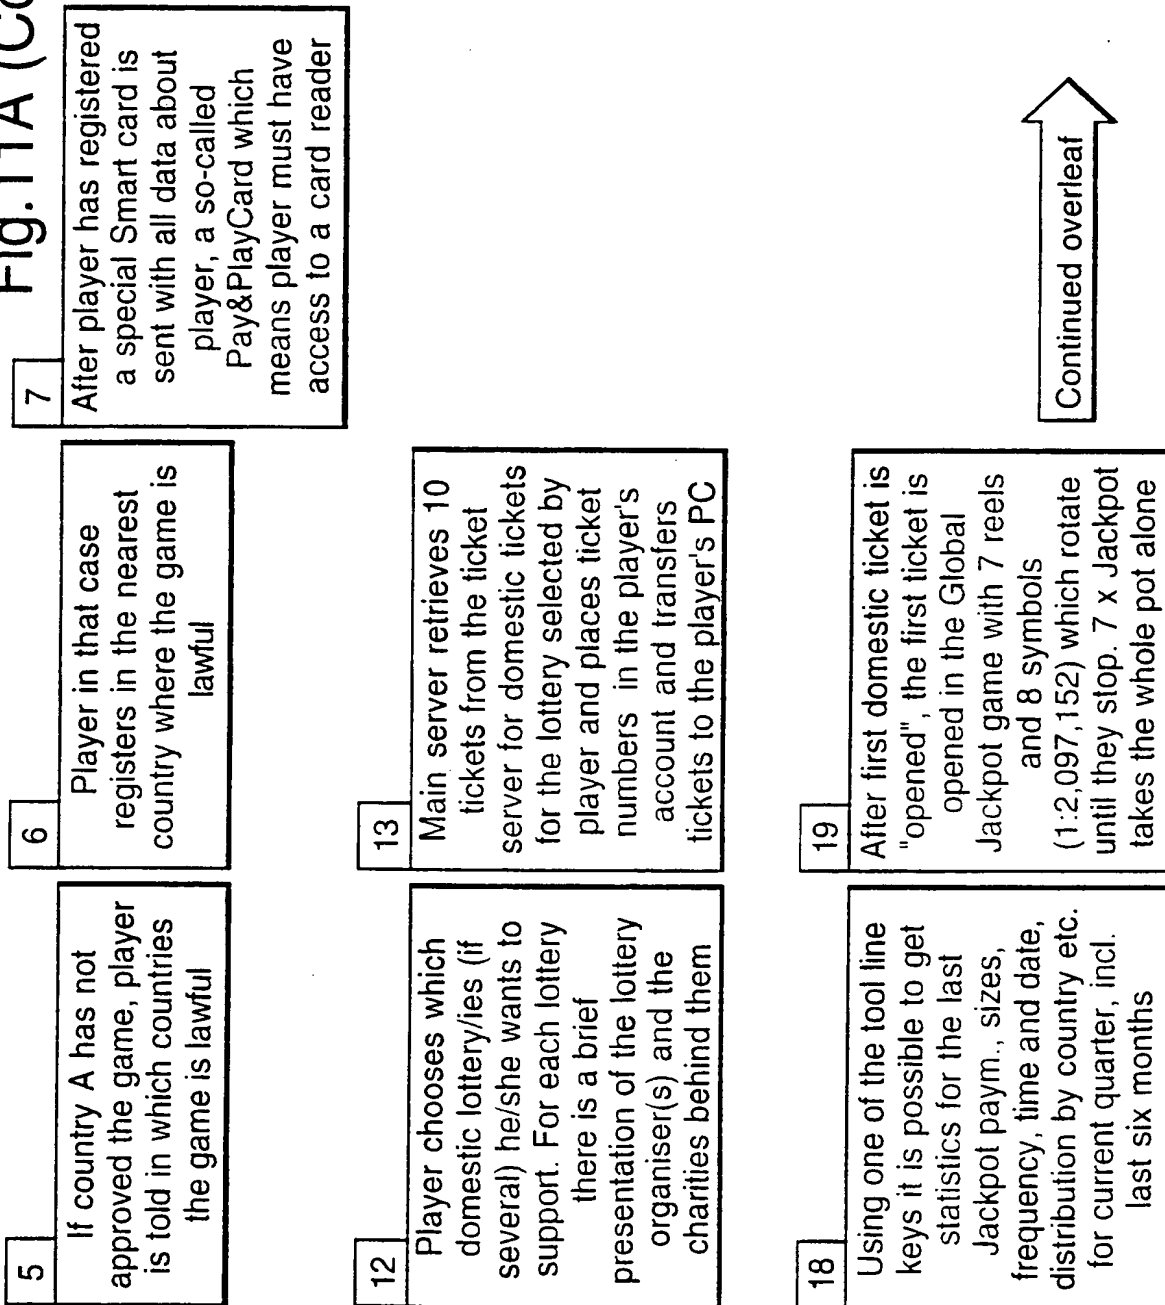 Fig.11A (Co
5
If country A has not
approved the game, player
is told in which countries
the game is lawful
6
Player in that case
registers in the nearest
country where the game is
lawful
7
After player has registered
a special Smart card is
sent with all data about
player, a so-called
Pay&PlayCard which
means player must have
access to a card reader
12
Player chooses which
domestic lottery/ies (if
several) he/she wants to
support. For each lottery
there is a brief
presentation of the lottery
organiser(s) and the
charities behind them
13
Main server retrieves 10
tickets from the ticket
server for domestic tickets
for the lottery selected by
player and places ticket
numbers in the player's
account and transfers
tickets to the player's PC
18
Using one of the tool line
keys it is possible to get
statistics for the last
Jackpot paym., sizes,
frequency, time and date,
distribution by country etc.
for current quarter, incl.
last six months
19
After first domestic ticket is
"opened", the first ticket is
opened in the Global
Jackpot game with 7 reels
and 8 symbols
(1:2,097,152) which rotate
until they stop. 7 x Jackpot
takes the whole pot alone
Continued overleaf